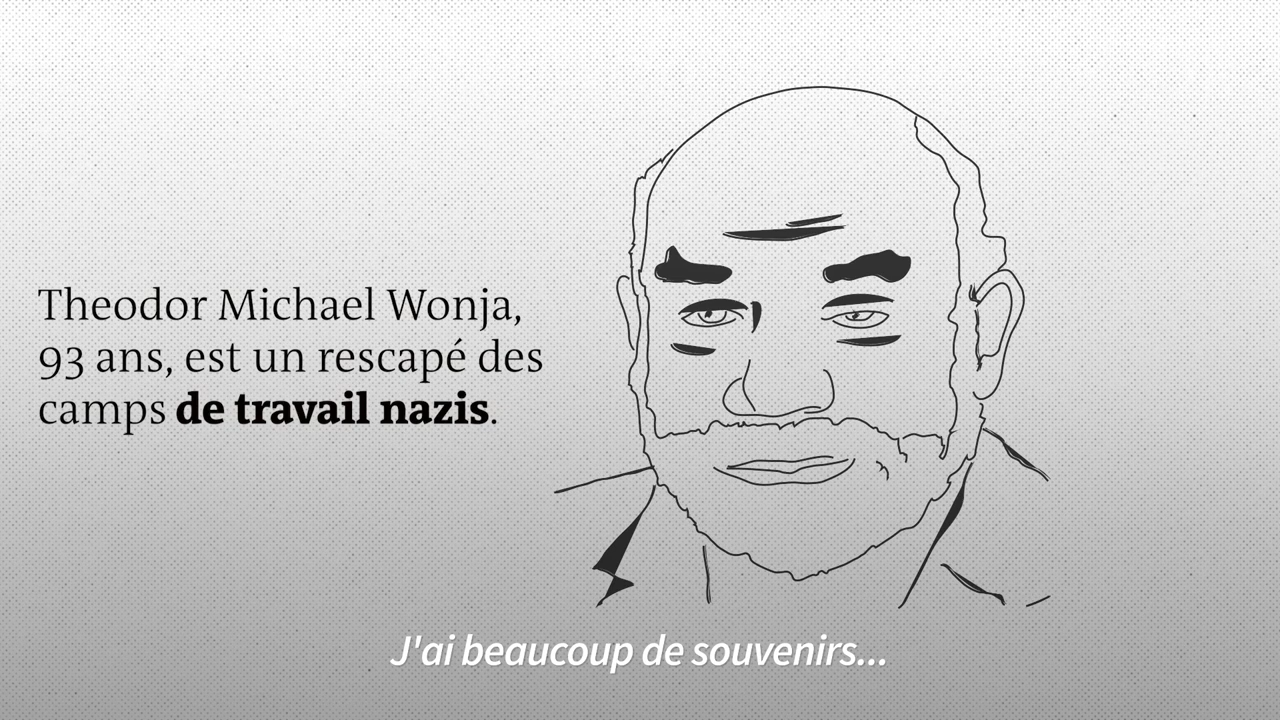 Theodor Michael Wonja,
93 ans, est un rescapé des
camps de travail nazis.
J'ai beaucoup de souvenirs...